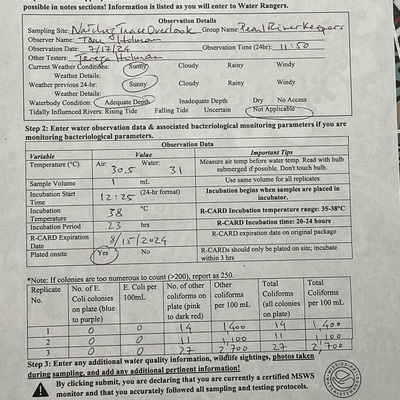 possible in notes sections! Information is listed as you will enter to Water Rangers.
Observation Details
Sampling Site: Natchez Trace Overlook Group Name: Pearl Riverkeepers
Observer Name: Tom Holman
Observation Date: 7/17/24 Observation Time (24hr): 11:50
Other Testers: Teresa Holman
Current Weather Conditions: Sunny Cloudy Rainy Windy
Weather Details:
Weather previous 24-hr: Sunny Cloudy Rainy Windy
Weather Details:
Waterbody Condition: Adequate Depth Inadequate Depth Dry No Access
Tidally Influenced Rivers: Rising Tide Falling Tide Uncertain Not Applicable
Step 2: Enter water observation data & associated bacteriological monitoring parameters if you are
monitoring bacteriological parameters.
Observation Data
Variable Value Important Tips
Temperature (°C) Air: 30.5 Water: 31 Measure air temp before water temp. Read with bulb submerged if possible. Don't touch bulb.
Sample Volume 1 mL Use same volume for all replicates
Incubation Start Time 12:25 (24-hr format) Incubation begins when samples are placed in incubator.
Incubation Temperature 38 °C R-CARD Incubation temperature range: 35-38°C
Incubation Period 23 hrs R-CARD Incubation time: 20-24 hours
R-CARD Expiration Date 8/15/2024 R-CARD expiration date on original package
Plated onsite Yes No R-CARDs should only be plated on site; incubate within 3 hrs
*Note: If colonies are too numerous to count (>200), report as 250.
Replicate No. No. of E. Coli colonies on plate (blue to purple) E. Coli per 100mL No. of other coliforms on plate (pink to dark red) Other coliforms per 100 mL Total Coliforms (all colonies on plate) Total Coliforms per 100 mL
1 0 0 14 1,400 14 1,400
2 0 0 11 1,100 11 1,100
3 0 0 27 2,700 27 2,700
Step 3: Enter any additional water quality information, wildlife sightings, photos taken
during sampling, and add any additional pertinent information!
By clicking submit, you are declaring that you are currently a certified MSWS
monitor and that you accurately followed all sampling and testing protocols.